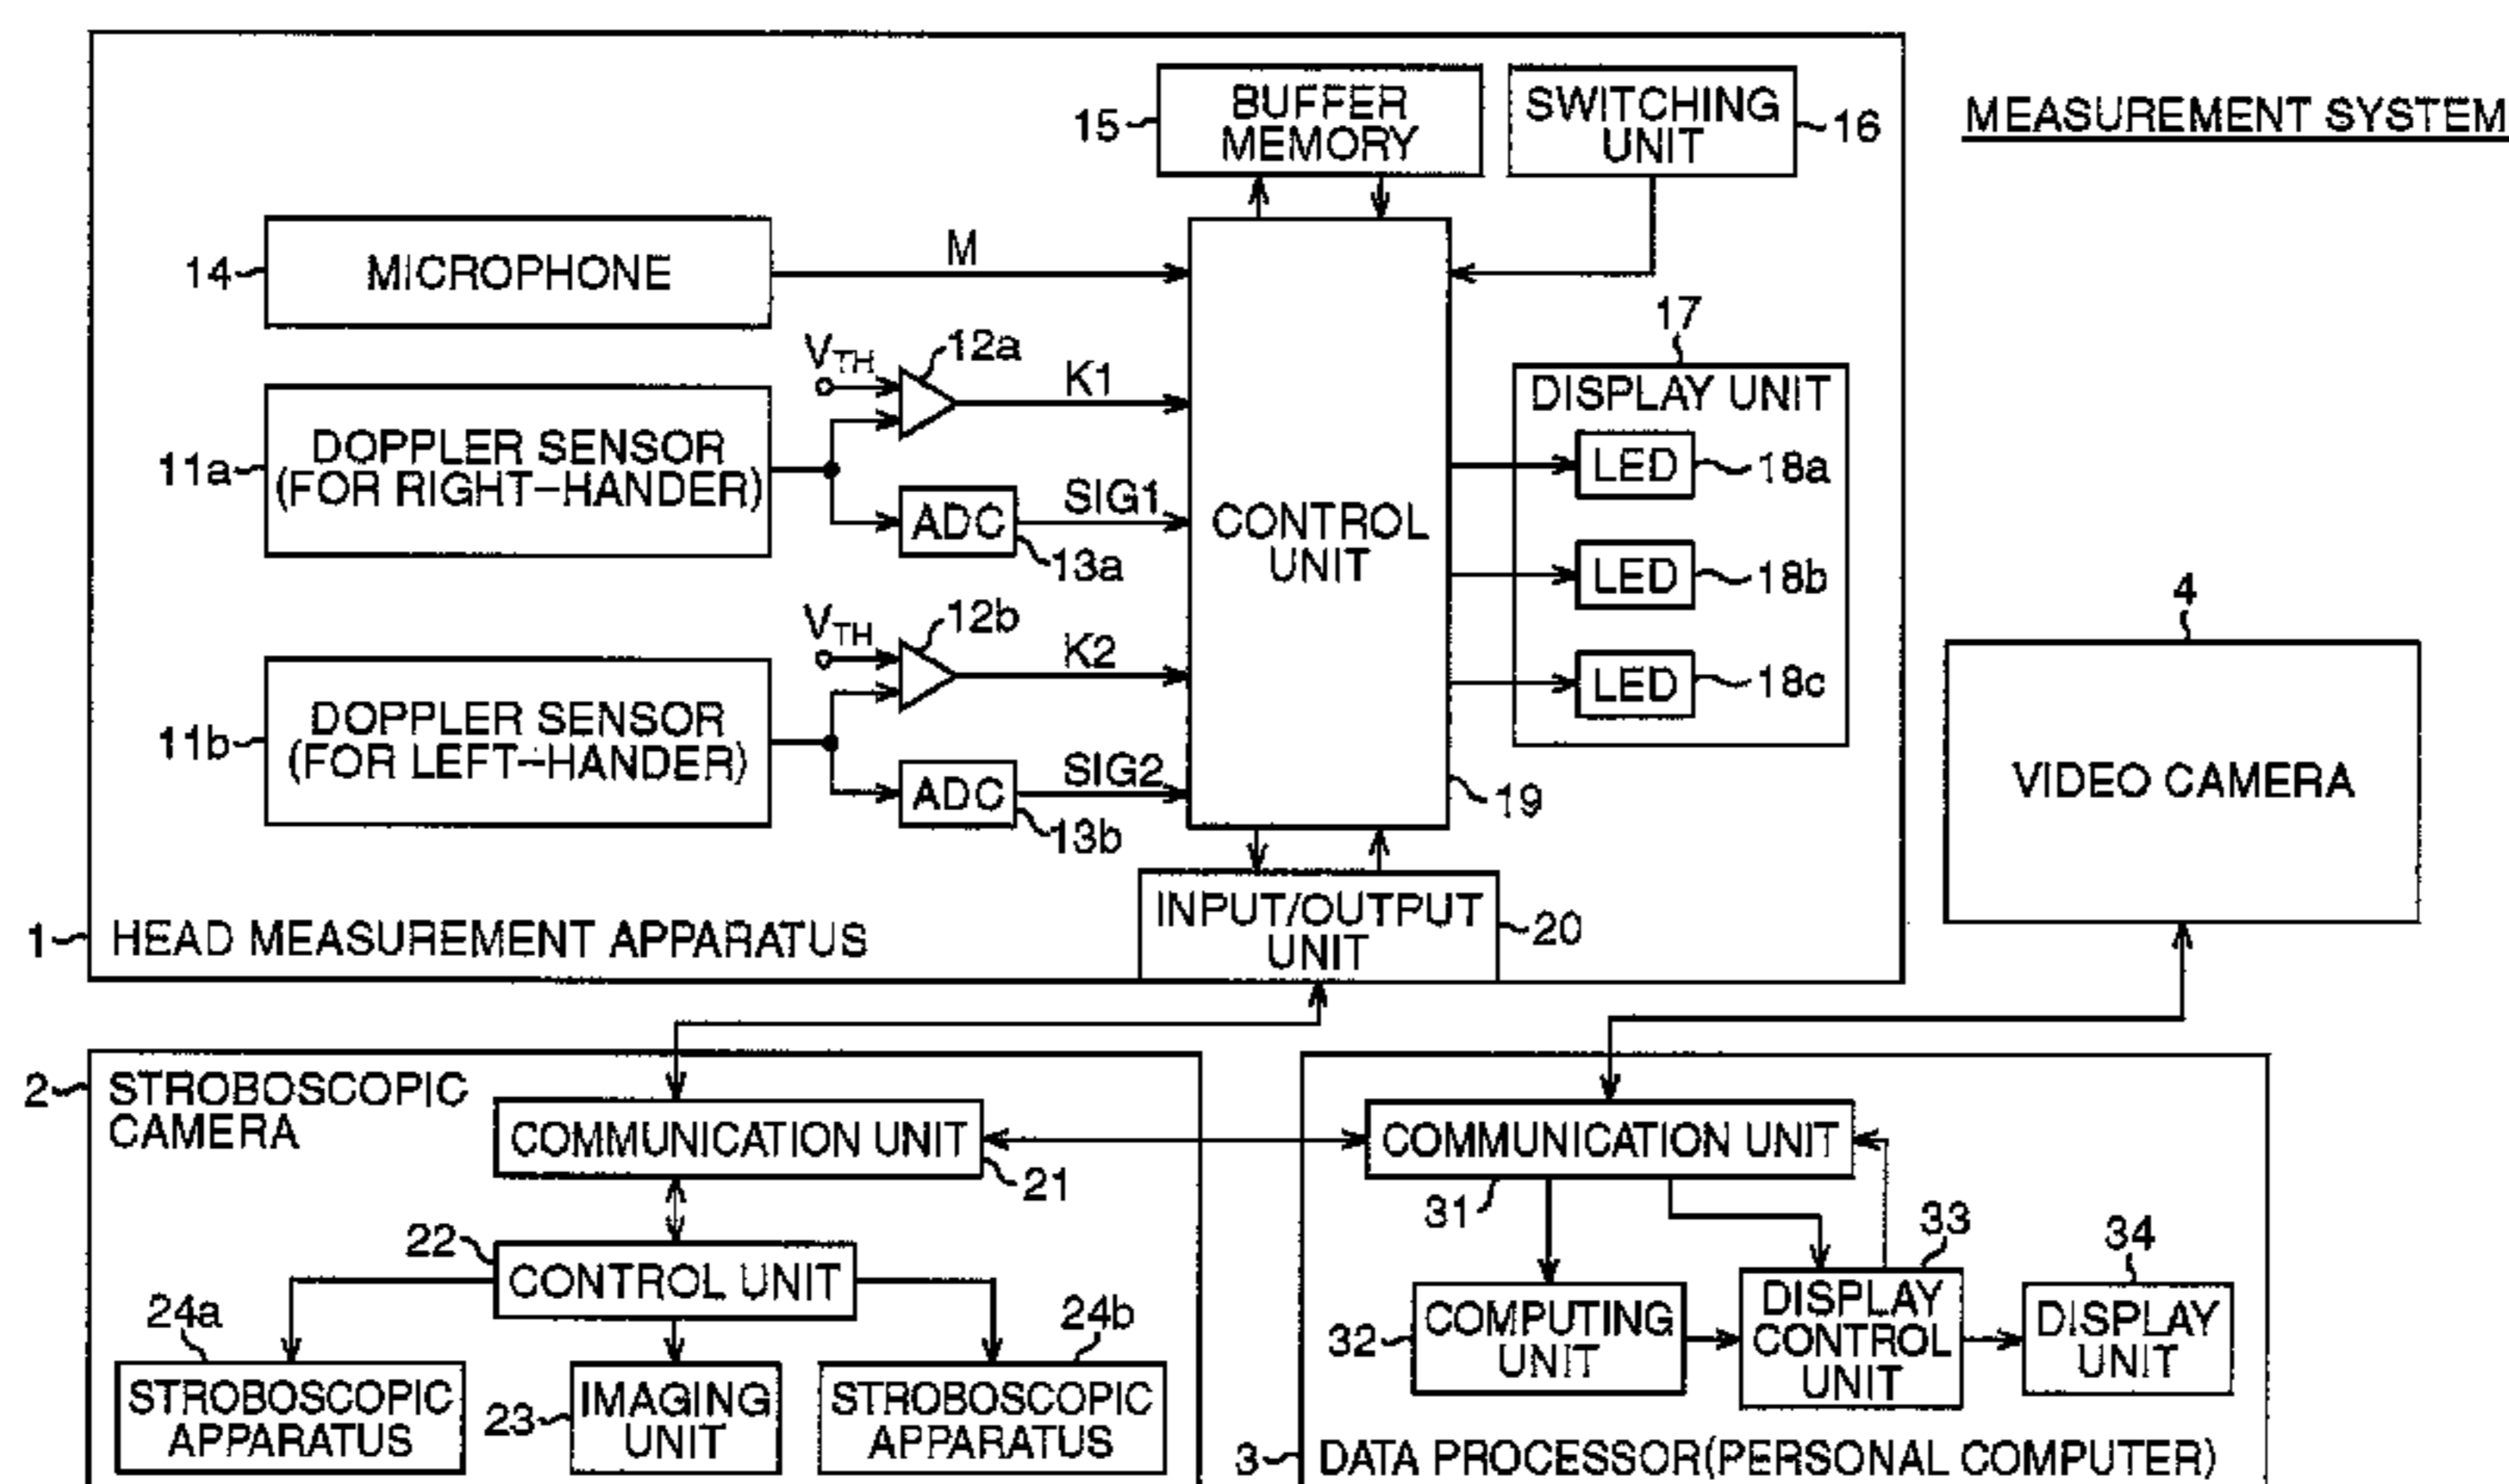 MEASUREMENT SYSTEM
15
BUFFER
MEMORY
SWITCHING
UNIT
16
14
MICROPHONE
M
17
VTH
12a
K1
DISPLAY UNIT
11a
DOPPLER SENSOR
(FOR RIGHT-HANDER)
LED
18a
SIG1
ADC
13a
CONTROL
UNIT
LED
18b
VTH
12b
K2
LED
18c
4
11b
DOPPLER SENSOR
(FOR LEFT-HANDER)
SIG2
ADC
13b
19
VIDEO CAMERA
1
HEAD MEASUREMENT APPARATUS
INPUT/OUTPUT
UNIT
20
2
STROBOSCOPIC
CAMERA
COMMUNICATION UNIT
21
COMMUNICATION UNIT
31
22
CONTROL UNIT
33
34
24a
24b
32
COMPUTING
UNIT
DISPLAY
CONTROL
UNIT
DISPLAY
UNIT
STROBOSCOPIC
APPARATUS
23
IMAGING
UNIT
STROBOSCOPIC
APPARATUS
3
DATA PROCESSOR(PERSONAL COMPUTER)